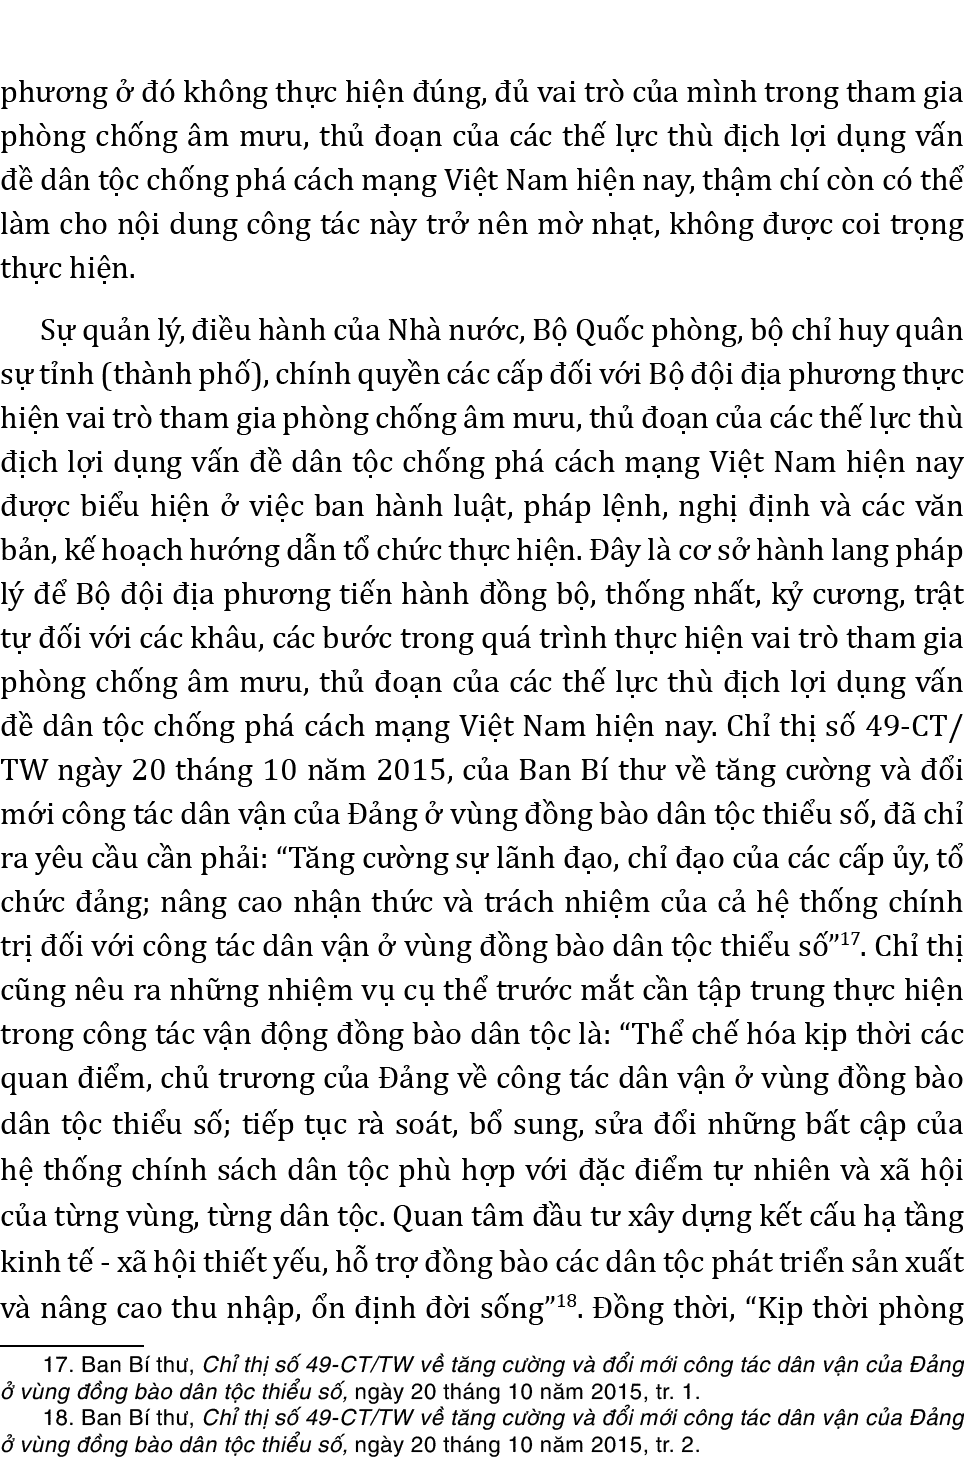 phương ở đó không thực hiện đúng, đủ vai trò của mình trong tham gia
phòng chống âm mưu, thủ đoạn của các thế lực thù địch lợi dụng vấn
đề dân tộc chống phá cách mạng Việt Nam hiện nay, thậm chí còn có thể
làm cho nội dung công tác này trở nên mờ nhạt, không được coi trọng
thực hiện.
Sự quản lý, điều hành của Nhà nước, Bộ Quốc phòng, bộ chỉ huy quân
sự tỉnh (thành phố), chính quyền các cấp đối với Bộ đội địa phương thực
hiện vai trò tham gia phòng chống âm mưu, thủ đoạn của các thế lực thù
địch lợi dụng vấn đề dân tộc chống phá cách mạng Việt Nam hiện nay
được biểu hiện ở việc ban hành luật, pháp lệnh, nghị định và các văn
bản, kế hoạch hướng dẫn tổ chức thực hiện. Đây là cơ sở hành lang pháp
lý để Bộ đội địa phương tiến hành đồng bộ, thống nhất, kỷ cương, trật
tự đối với các khâu, các bước trong quá trình thực hiện vai trò tham gia
phòng chống âm mưu, thủ đoạn của các thế lực thù địch lợi dụng vấn
đề dân tộc chống phá cách mạng Việt Nam hiện nay. Chỉ thị số 49-CT/
TW ngày 20 tháng 10 năm 2015, của Ban Bí thư về tăng cường và đổi
mới công tác dân vận của Đảng ở vùng đồng bào dân tộc thiểu số, đã chỉ
ra yêu cầu cần phải: “Tăng cường sự lãnh đạo, chỉ đạo của các cấp ủy, tổ
chức đảng; nâng cao nhận thức và trách nhiệm của cả hệ thống chính
trị đối với công tác dân vận ở vùng đồng bào dân tộc thiểu số”17. Chỉ thị
cũng nêu ra những nhiệm vụ cụ thể trước mắt cần tập trung thực hiện
trong công tác vận động đồng bào dân tộc là: “Thể chế hóa kịp thời các
quan điểm, chủ trương của Đảng về công tác dân vận ở vùng đồng bào
dân tộc thiểu số; tiếp tục rà soát, bổ sung, sửa đổi những bất cập của
hệ thống chính sách dân tộc phù hợp với đặc điểm tự nhiên và xã hội
của từng vùng, từng dân tộc. Quan tâm đầu tư xây dựng kết cấu hạ tầng
kinh tế - xã hội thiết yếu, hỗ trợ đồng bào các dân tộc phát triển sản xuất
và nâng cao thu nhập, ổn định đời sống”18. Đồng thời, “Kịp thời phòng
17. Ban Bí thư, Chỉ thị số 49-CT/TW về tăng cường và đổi mới công tác dân vận của Đảng
ở vùng đồng bào dân tộc thiểu số, ngày 20 tháng 10 năm 2015, tr. 1.
18. Ban Bí thư, Chỉ thị số 49-CT/TW về tăng cường và đổi mới công tác dân vận của Đảng
ở vùng đồng bào dân tộc thiểu số, ngày 20 tháng 10 năm 2015, tr. 2.